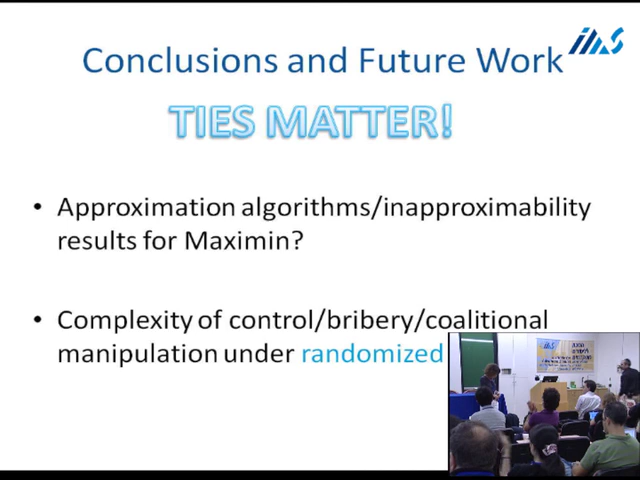 Conclusions and Future Work
TIES MATTER!
• Approximation algorithms/inapproximability
results for Maximin?
• Complexity of control/bribery/coalitional
manipulation under randomized